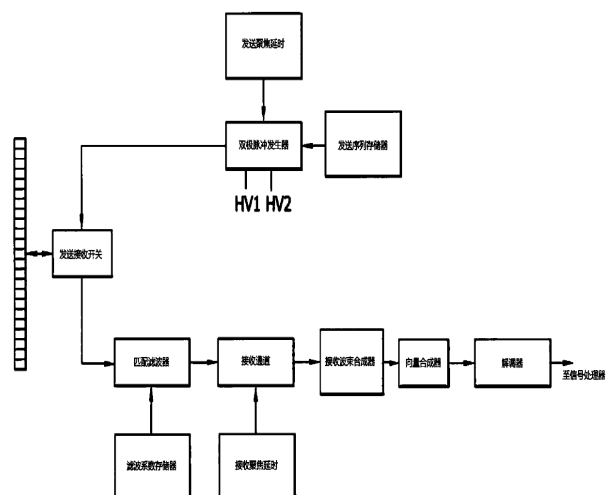 发送聚焦延时
双极脉冲发生器
发送序列存储器
HV1 HV2
发送接收开关
匹配滤波器
接收通道
接收波束合成器
向量合成器
解调器
至信号处理器
滤波系数存储器
接收聚焦延时